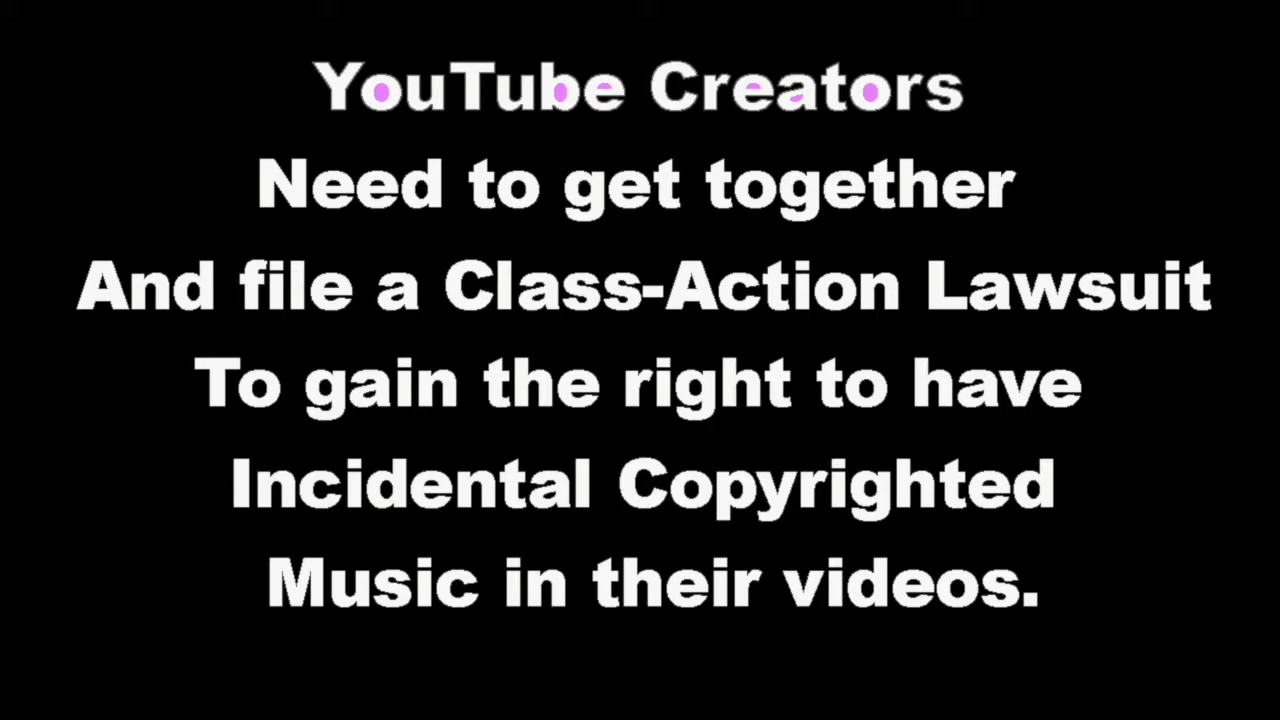 YouTube Creators
Need to get together
And file a Class-Action Lawsuit
To gain the right to have
Incidental Copyrighted
Music in their videos.